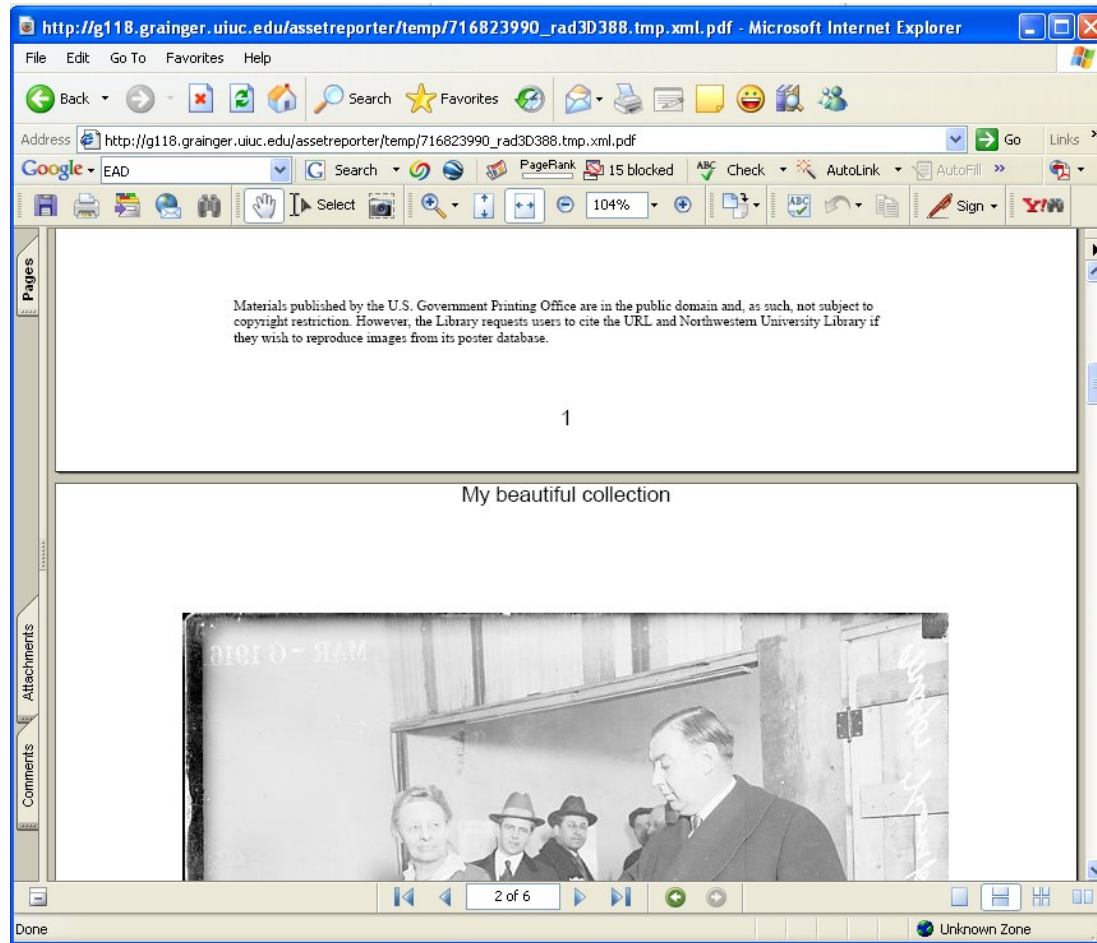 http://g118.grainger.uiuc.edu/assetreporter/temp/716823990_rad3D388.tmp.xml.pdf - Microsoft Internet Explorer
File Edit Go To Favorites Help
Back Search Favorites
Address http://g118.grainger.uiuc.edu/assetreporter/temp/716823990_rad3D388.tmp.xml.pdf Go Links »
Google EAD G Search PageRank 15 blocked ABC Check AutoLink AutoFill »
Select 104% ABC Sign Y!
Pages
Materials published by the U.S. Government Printing Office are in the public domain and, as such, not subject to
copyright restriction. However, the Library requests users to cite the URL and Northwestern University Library if
they wish to reproduce images from its poster database.
1
My beautiful collection
MAR - 6 1916
Attachments
Comments
2 of 6
Done Unknown Zone